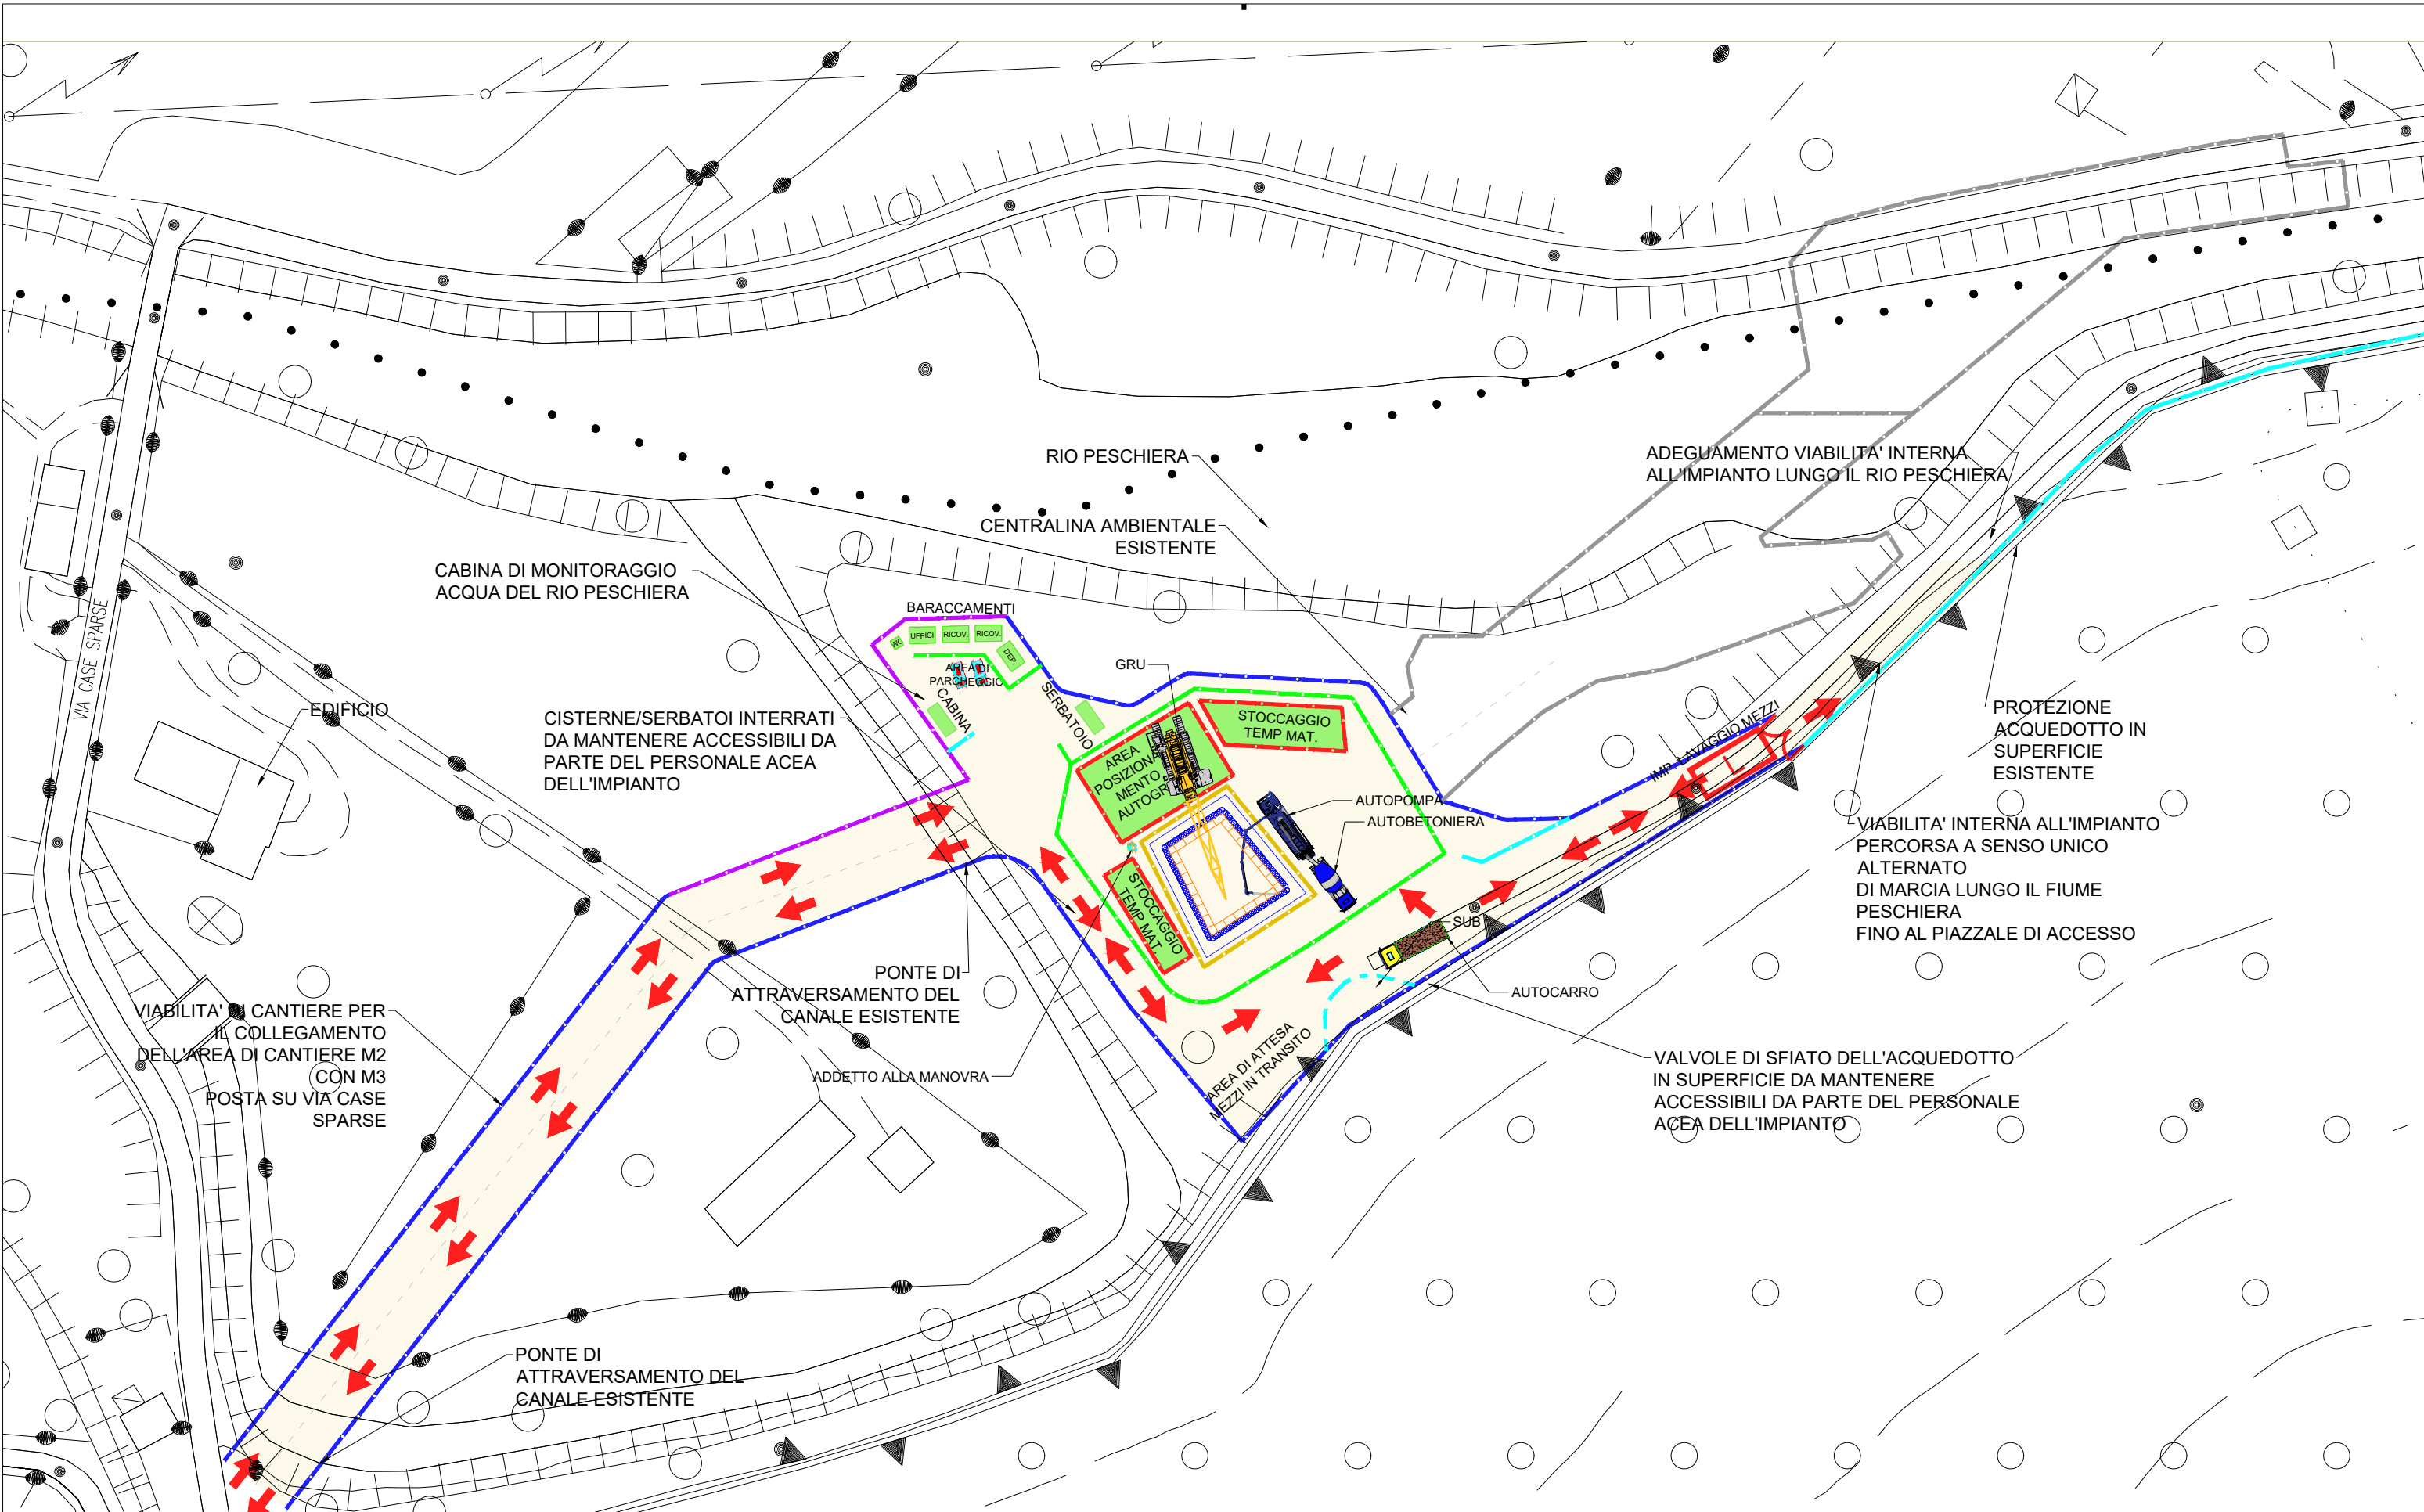 RIO PESCHIERA
ADEGUAMENTO VIABILITA' INTERNA
ALL'IMPIANTO LUNGO IL RIO PESCHIERA
CENTRALINA AMBIENTALE
ESISTENTE
CABINA DI MONITORAGGIO
ACQUA DEL RIO PESCHIERA
BARACCAMENTI
WC
UFFICI
RICOV.
RICOV.
DEP.
AREA DI
PARCHEGGIO
CABINA
SERBATOIO
GRU
VIA CASE SPARSE
EDIFICIO
CISTERNE/SERBATOI INTERRATI
DA MANTENERE ACCESSIBILI DA
PARTE DEL PERSONALE ACEA
DELL'IMPIANTO
STOCCAGGIO
TEMP MAT.
AREA
POSIZIONA
MENTO
AUTOGR
IMP. LAVAGGIO MEZZI
PROTEZIONE
ACQUEDOTTO IN
SUPERFICIE
ESISTENTE
AUTOPOMPA
AUTOBETONIERA
VIABILITA' INTERNA ALL'IMPIANTO
PERCORSA A SENSO UNICO
ALTERNATO
DI MARCIA LUNGO IL FIUME
PESCHIERA
FINO AL PIAZZALE DI ACCESSO
STOCCAGGIO
TEMP MAT.
SUB
AUTOCARRO
PONTE DI
ATTRAVERSAMENTO DEL
CANALE ESISTENTE
VIABILITA' DI CANTIERE PER
IL COLLEGAMENTO
DELL'AREA DI CANTIERE M2
CON M3
POSTA SU VIA CASE
SPARSE
ADDETTO ALLA MANOVRA
AREA DI ATTESA
MEZZI IN TRANSITO
VALVOLE DI SFIATO DELL'ACQUEDOTTO
IN SUPERFICIE DA MANTENERE
ACCESSIBILI DA PARTE DEL PERSONALE
ACEA DELL'IMPIANTO
PONTE DI
ATTRAVERSAMENTO DEL
CANALE ESISTENTE